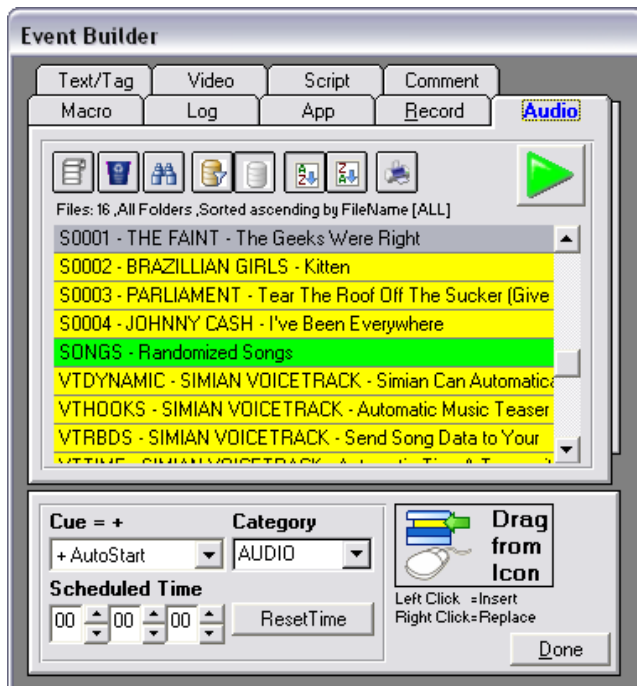 Event Builder
Text/Tag Video Script Comment
Macro Log App Record Audio
Files: 16 ,All Folders ,Sorted ascending by FileName [ALL]
S0001 - THE FAINT - The Geeks Were Right
S0002 - BRAZILLIAN GIRLS - Kitten
S0003 - PARLIAMENT - Tear The Roof Off The Sucker (Give
S0004 - JOHNNY CASH - I've Been Everywhere
SONGS - Randomized Songs
VTDYNAMIC - SIMIAN VOICETRACK - Simian Can Automatica
VTHOOKS - SIMIAN VOICETRACK - Automatic Music Teaser
VTRBDS - SIMIAN VOICETRACK - Send Song Data to Your
Cue = + Category
+ AutoStart AUDIO
Scheduled Time
00 00 00 ResetTime
Drag
from
Icon
Left Click =Insert
Right Click=Replace
Done